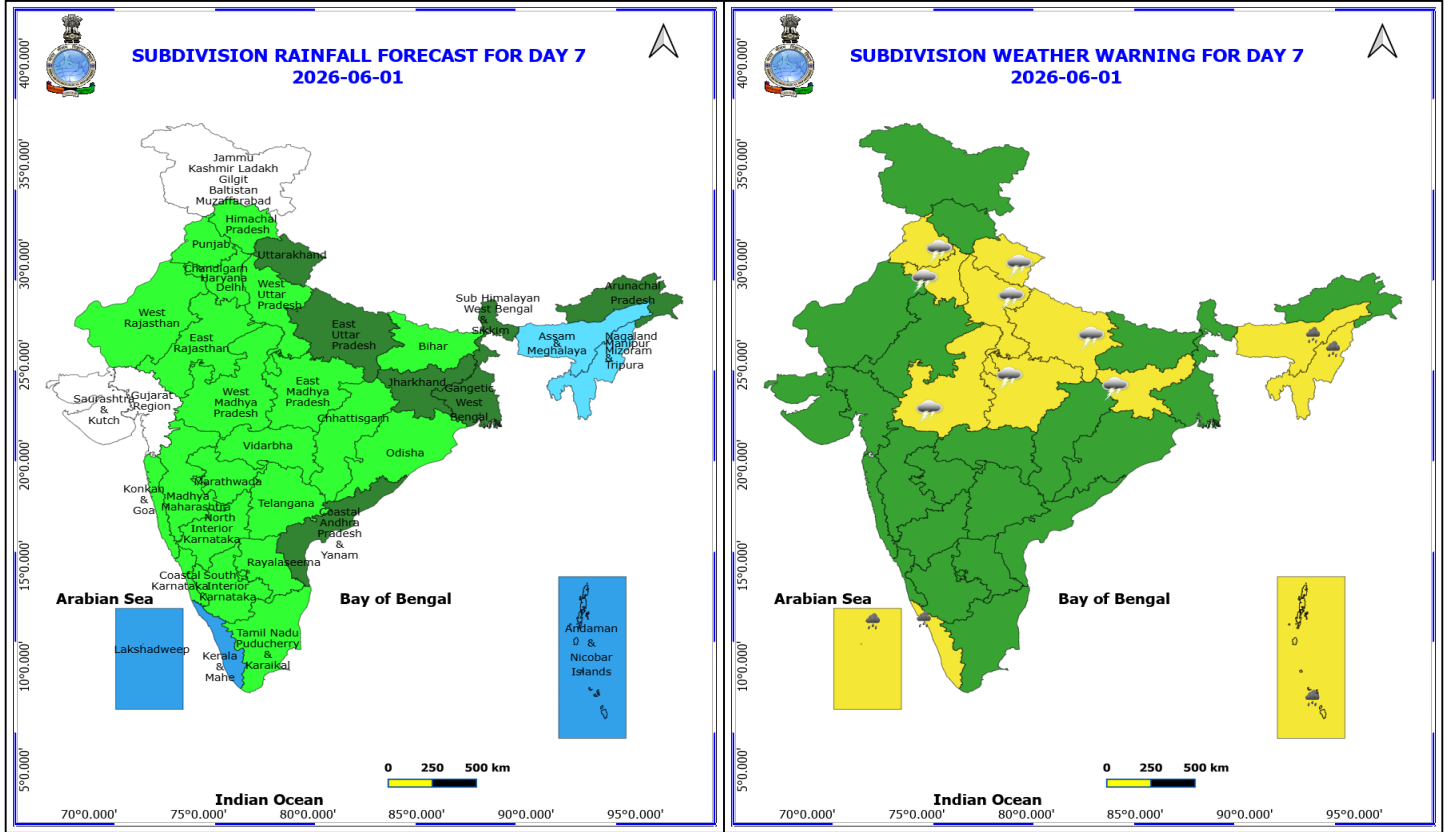 SUBDIVISION RAINFALL FORECAST FOR DAY 7
2026-06-01
40°0.000'
35°0.000'
30°0.000'
25°0.000'
20°0.000'
15°0.000'
10°0.000'
5°0.000'
Jammu
Kashmir Ladakh
Gilgit
Baltistan
Muzaffarabad
Himachal
Pradesh
Punjab
Uttarakhand
Chandigarh
Haryana
Delhi
West
Uttar
Pradesh
Arunachal
Pradesh
Sub Himalayan
West Bengal
&
Sikkim
West
Rajasthan
East
Rajasthan
East
Uttar
Pradesh
Bihar
Assam
&
Meghalaya
Nagaland
Manipur
Mizoram
&
Tripura
Saurashtra
&
Kutch
Gujarat
Region
West
Madhya
Pradesh
East
Madhya
Pradesh
Jharkhand
Gangetic
West
Bengal
Chhattisgarh
Vidarbha
Odisha
Konkan
&
Goa
Marathwada
Madhya
Maharashtra
Telangana
North
Interior
Karnataka
Coastal
Andhra
Pradesh
&
Yanam
Rayalaseema
Coastal
Karnataka
South
Interior
Karnataka
Arabian Sea
Bay of Bengal
Lakshadweep
Kerala
&
Mahe
Tamil Nadu
Puducherry
&
Karaikal
Andaman
&
Nicobar
Islands
0 250 500 km
Indian Ocean
70°0.000' 75°0.000' 80°0.000' 85°0.000' 90°0.000' 95°0.000'
SUBDIVISION WEATHER WARNING FOR DAY 7
2026-06-01
40°0.000'
35°0.000'
30°0.000'
25°0.000'
20°0.000'
15°0.000'
10°0.000'
5°0.000'
Arabian Sea
Bay of Bengal
0 250 500 km
Indian Ocean
70°0.000' 75°0.000' 80°0.000' 85°0.000' 90°0.000' 95°0.000'